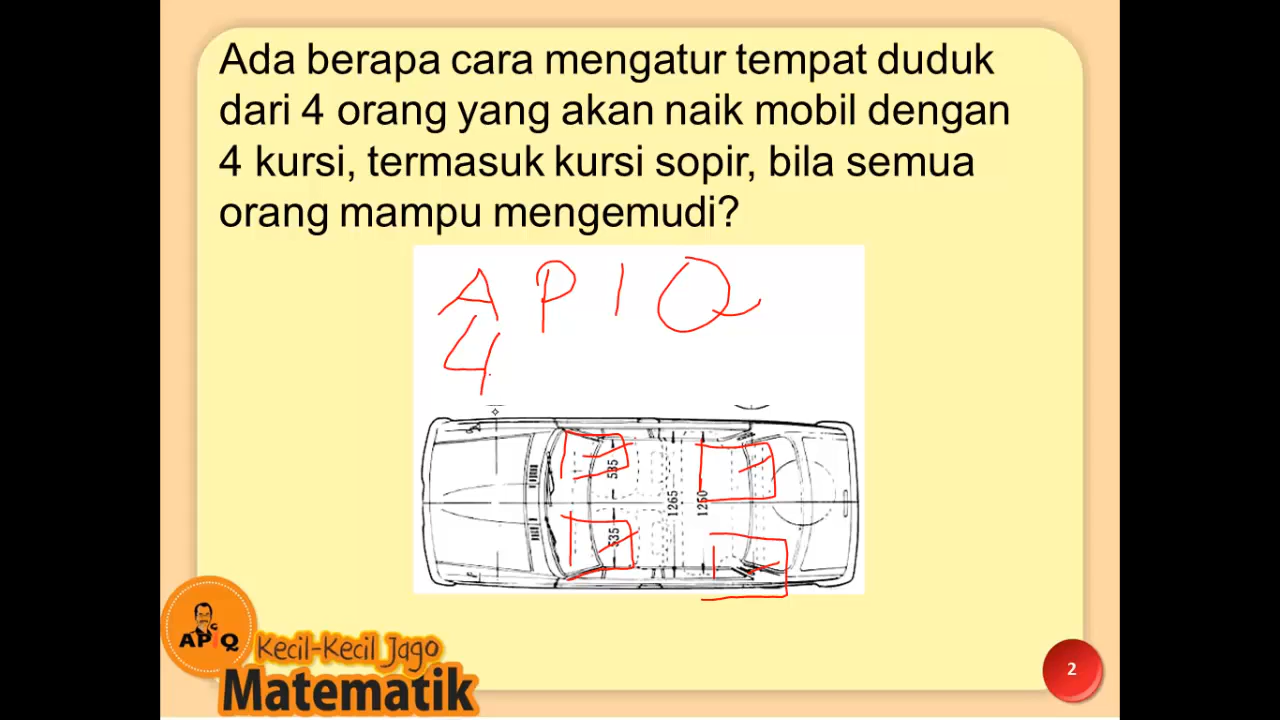 Ada berapa cara mengatur tempat duduk
dari 4 orang yang akan naik mobil dengan
4 kursi, termasuk kursi sopir, bila semua
orang mampu mengemudi?
A P I Q
4
535
535
1265
1250
APIQ
Kecil-Kecil Jago
Matematik
2